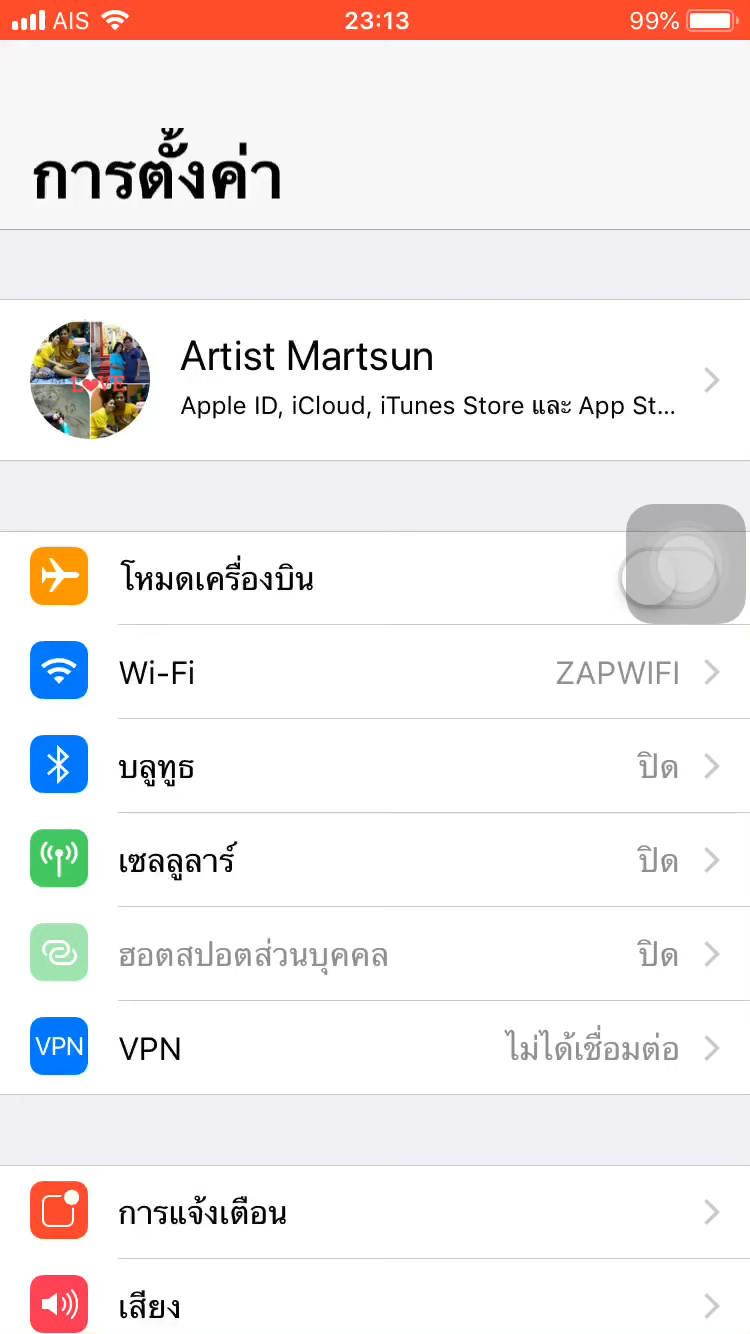 AIS 23:13 99%
การตั้งค่า
LOVE
Artist Martsun
Apple ID, iCloud, iTunes Store และ App St...
โหมดเครื่องบิน
Wi-Fi ZAPWIFI
บลูทูธ ปิด
เซลลูลาร์ ปิด
ฮอตสปอตส่วนบุคคล ปิด
VPN VPN ไม่ได้เชื่อมต่อ
การแจ้งเตือน
เสียง